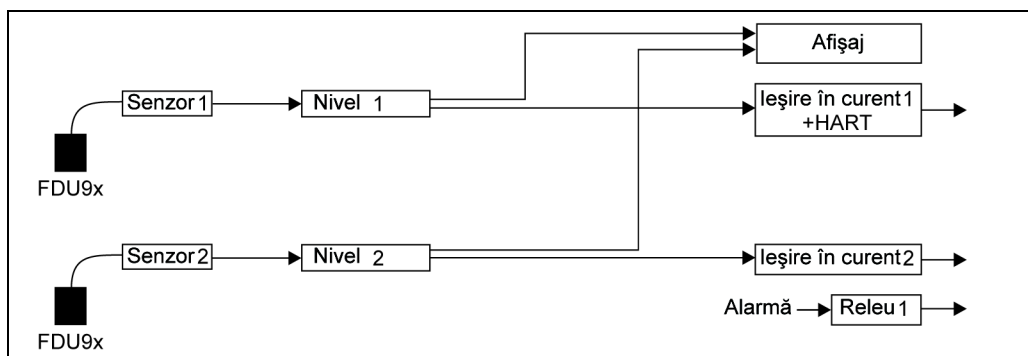 Afişaj
Senzor 1
Nivel 1
Ieşire în curent 1
+HART
FDU9x
Senzor 2
Nivel 2
Ieşire în curent 2
Alarmă
Releu 1
FDU9x